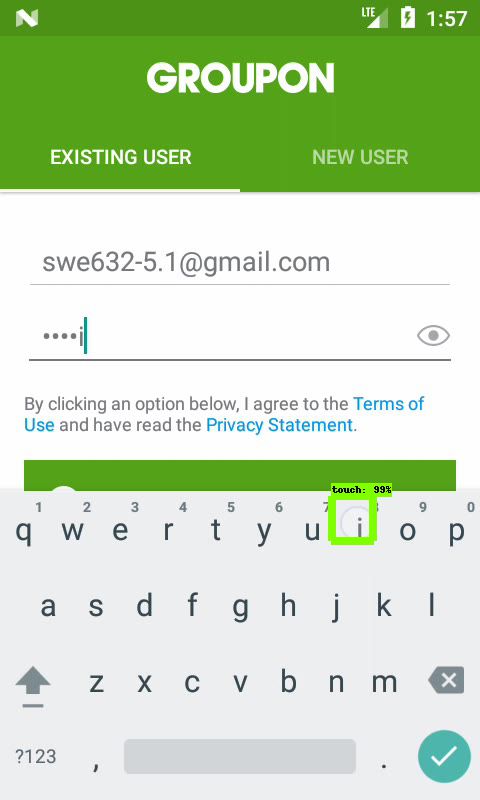 LTE 1:57
GROUPON
EXISTING USER NEW USER
swe632-5.1@gmail.com
••••i
By clicking an option below, I agree to the Terms of
Use and have read the Privacy Statement.
touch: 99%
1 2 3 4 5 6 7 8 9 0
q w e r t y u i o p
a s d f g h j k l
z x c v b n m
?123 , .